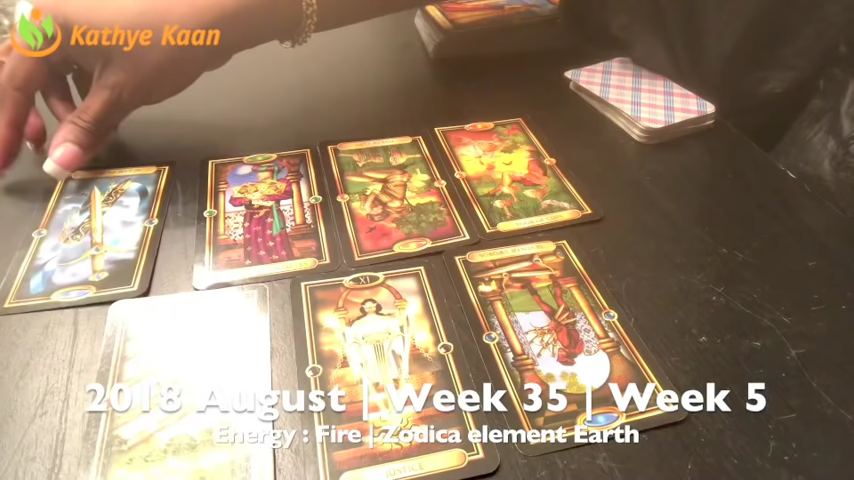 Kathye Kaan
2018 August | Week 35 | Week 5
Energy : Fire | Zodica element Earth
XI
JUSTICE